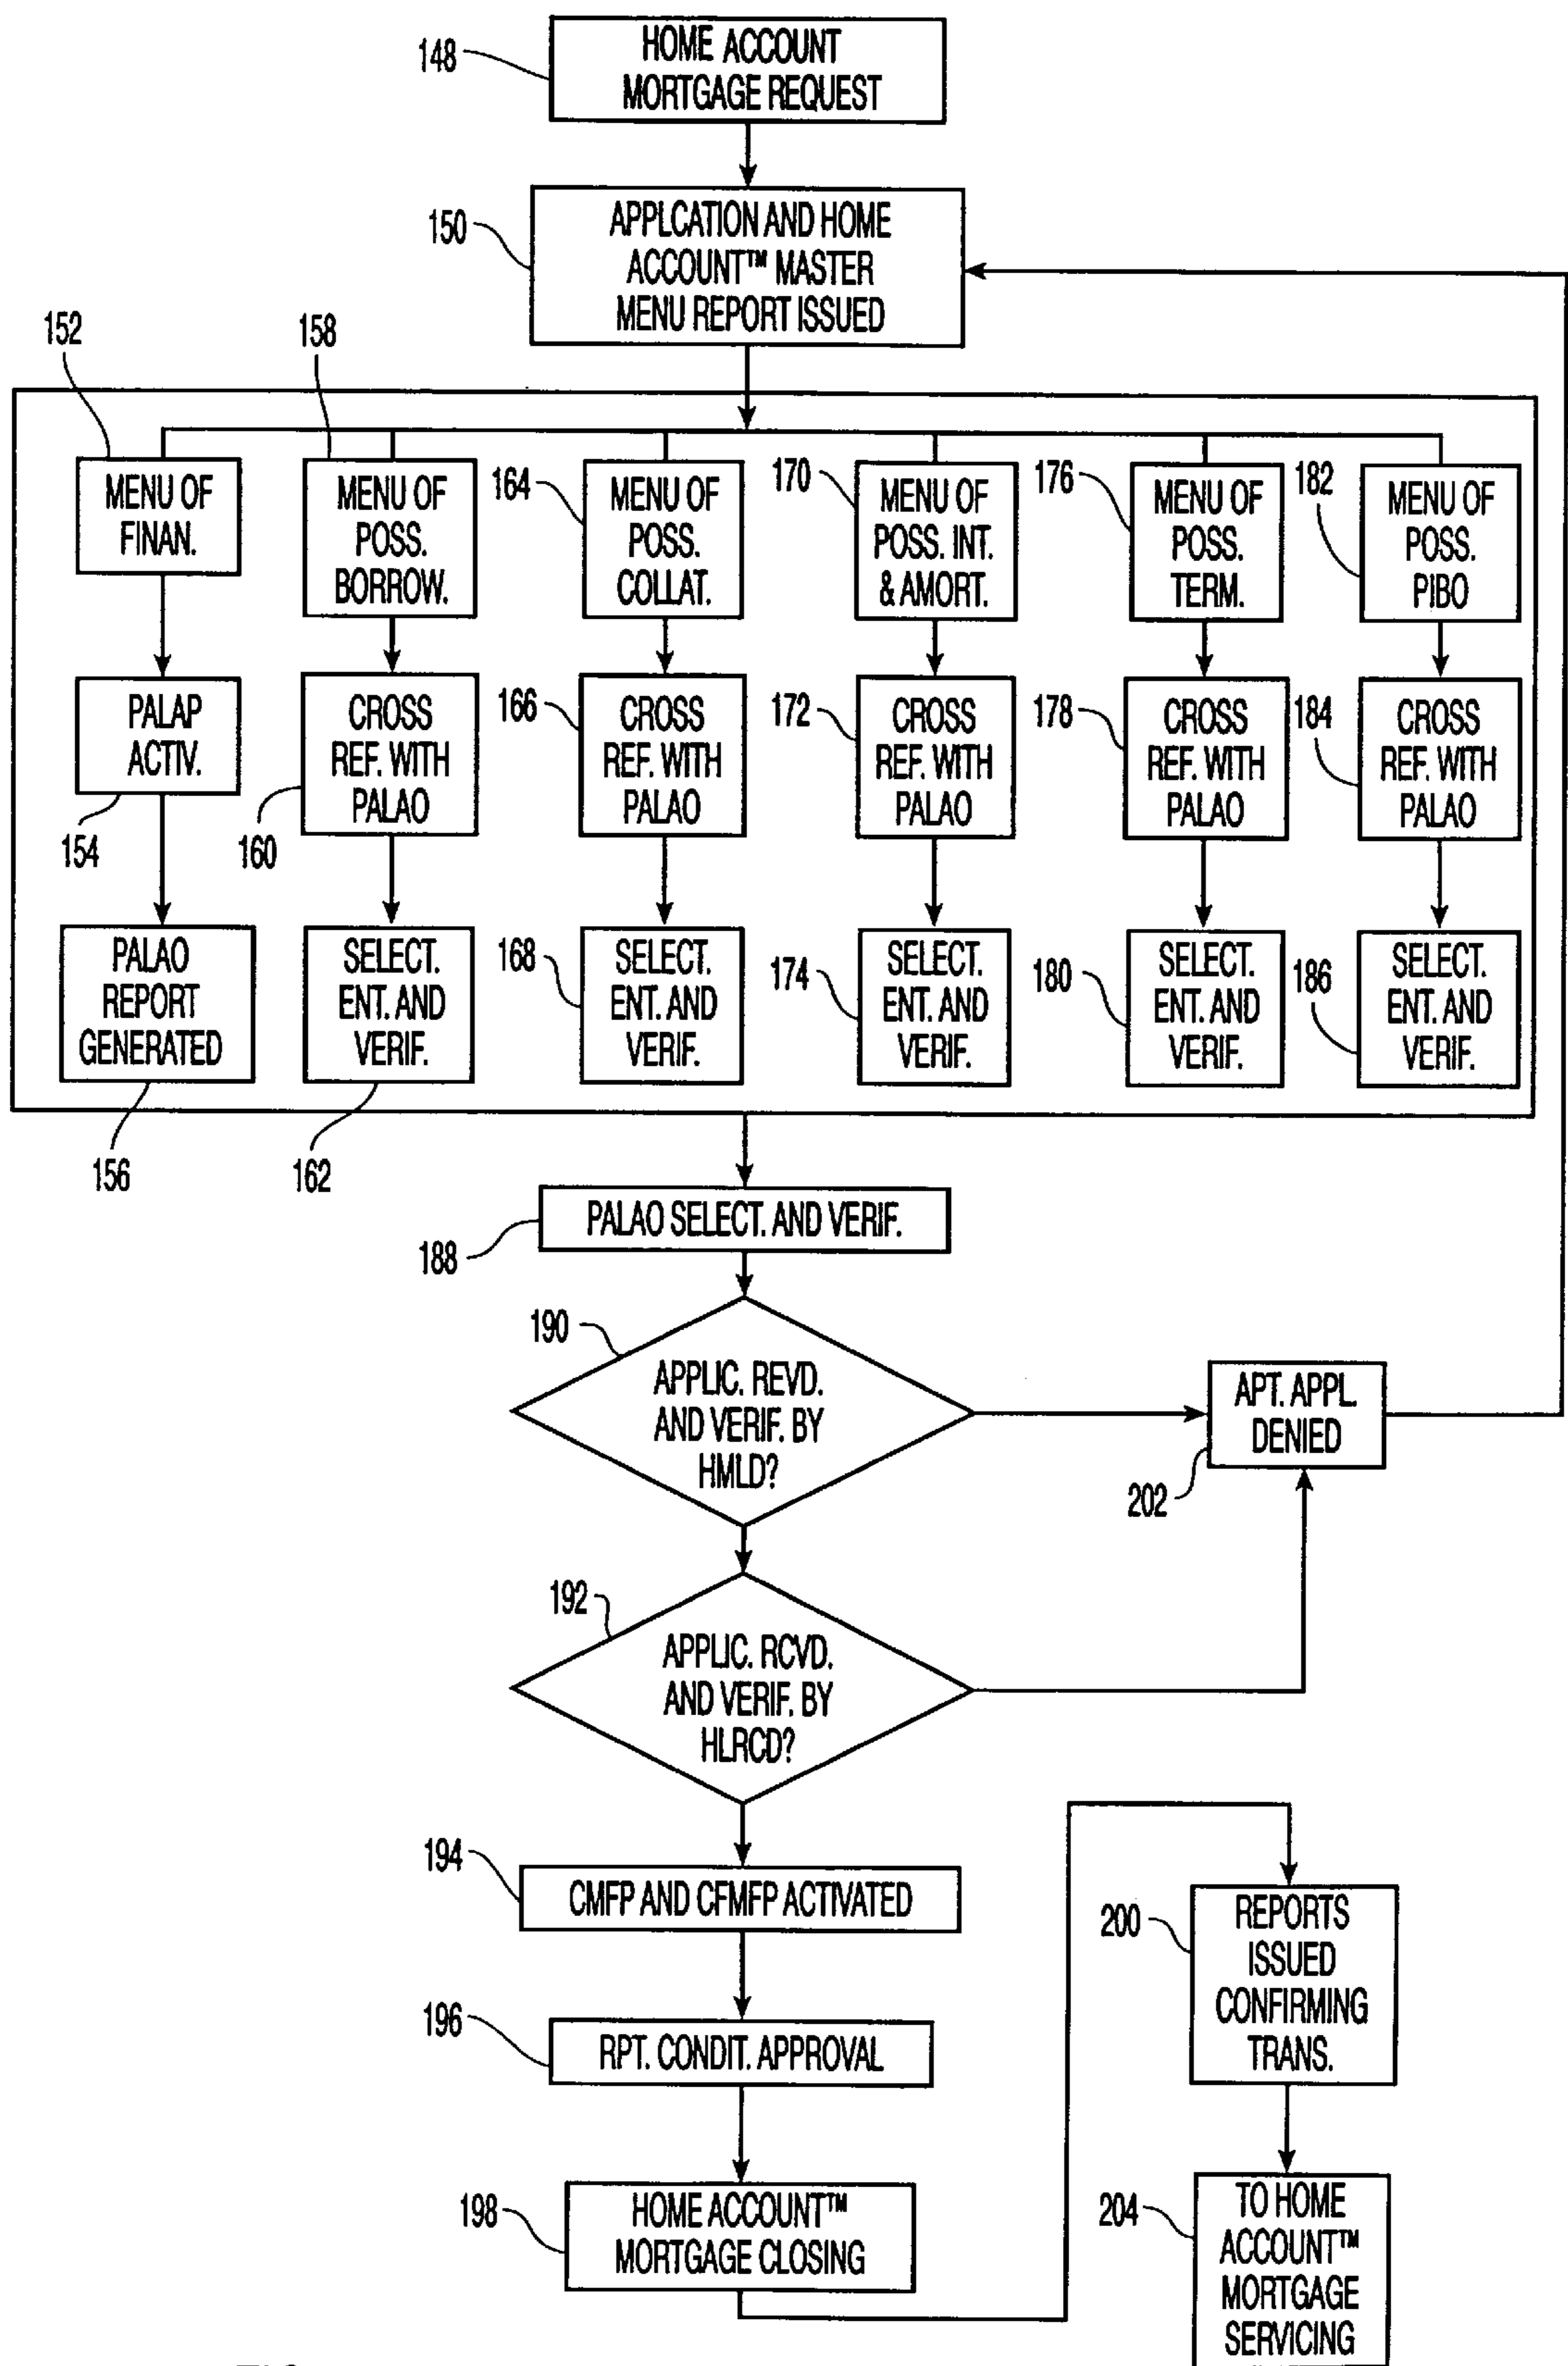 148
HOME ACCOUNT
MORTGAGE REQUEST
150
APPLCATION AND HOME
ACCOUNT™ MASTER
MENU REPORT ISSUED
152
MENU OF
FINAN.
158
MENU OF
POSS.
BORROW.
164
MENU OF
POSS.
COLLAT.
170
MENU OF
POSS. INT.
& AMORT.
176
MENU OF
POSS.
TERM.
182
MENU OF
POSS.
PIBO
PALAP
ACTIV.
154
CROSS
REF. WITH
PALAO
160
166
CROSS
REF. WITH
PALAO
172
CROSS
REF. WITH
PALAO
178
CROSS
REF. WITH
PALAO
184
CROSS
REF. WITH
PALAO
PALAO
REPORT
GENERATED
156
SELECT.
ENT. AND
VERIF.
162
168
SELECT.
ENT. AND
VERIF.
174
SELECT.
ENT. AND
VERIF.
180
SELECT.
ENT. AND
VERIF.
186
SELECT.
ENT. AND
VERIF.
188
PALAO SELECT. AND VERIF.
190
APPLIC. REVD.
AND VERIF. BY
HMLD?
APT. APPL.
DENIED
202
192
APPLIC. RCVD.
AND VERIF. BY
HLRCD?
194
CMFP AND CFMFP ACTIVATED
196
RPT. CONDIT. APPROVAL
198
HOME ACCOUNT™
MORTGAGE CLOSING
200
REPORTS
ISSUED
CONFIRMING
TRANS.
204
TO HOME
ACCOUNT™
MORTGAGE
SERVICING